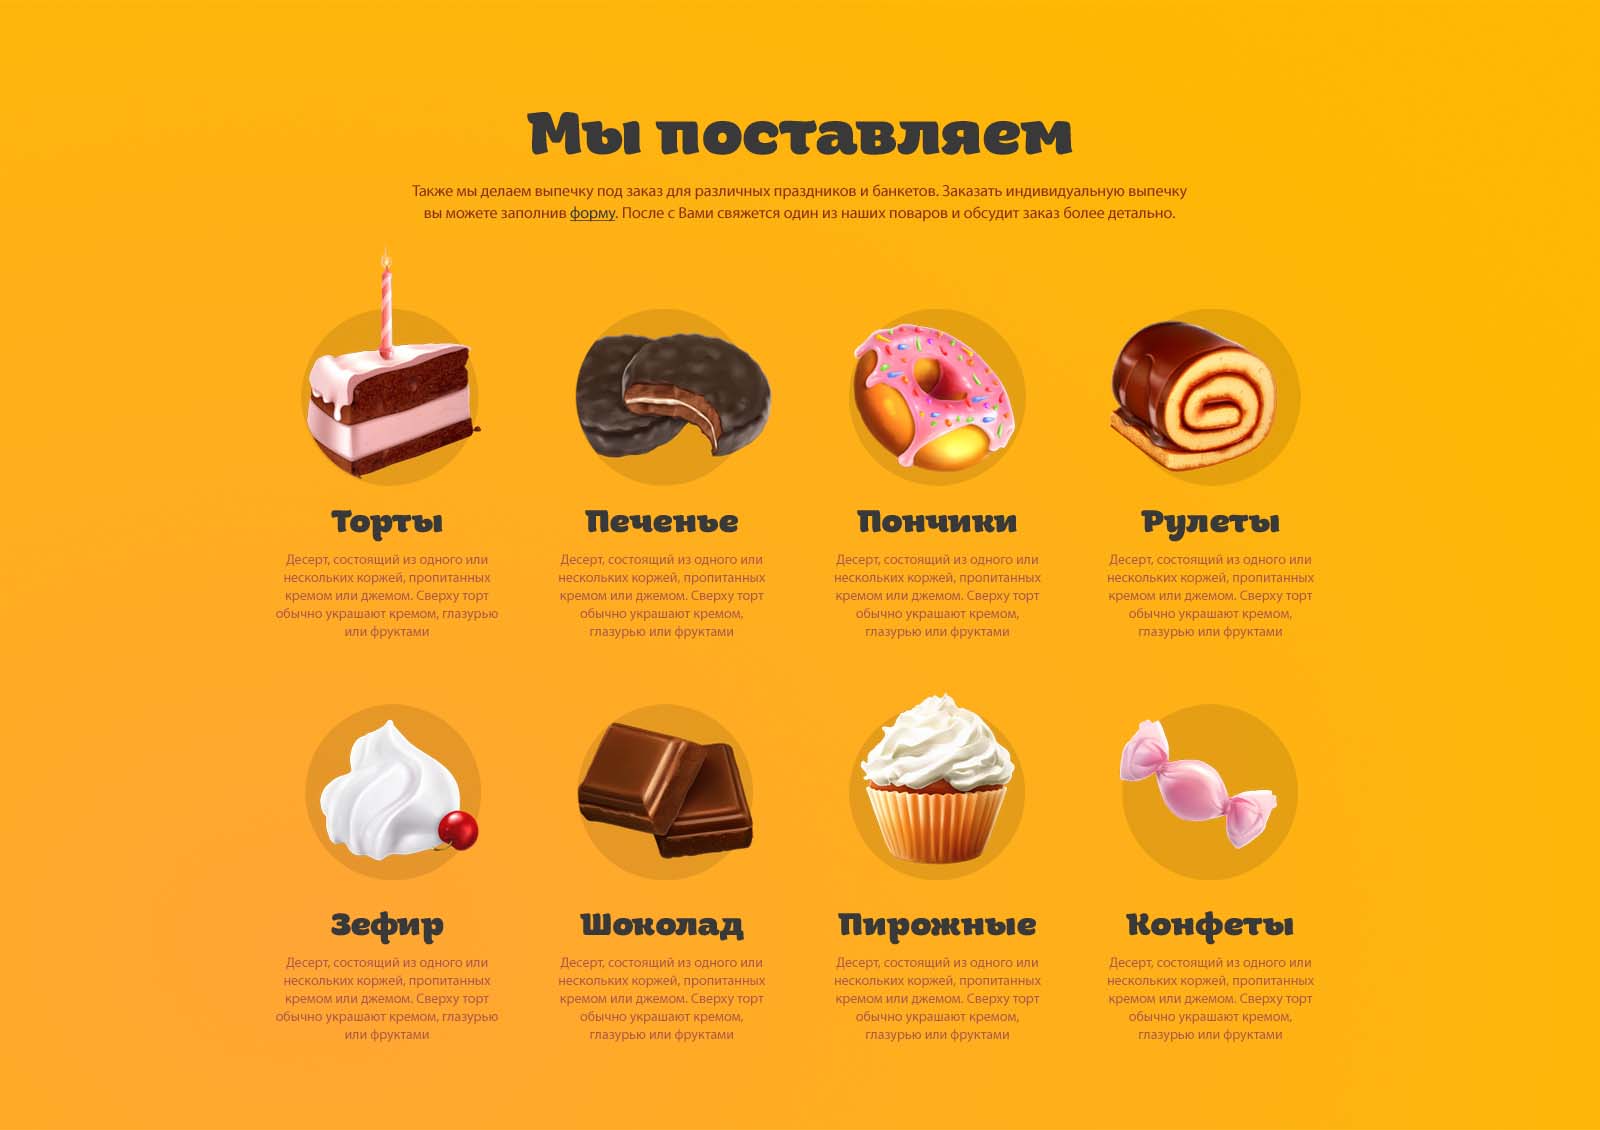 Мы поставляем
Также мы делаем выпечку под заказ для различных праздников и банкетов. Заказать индивидуальную выпечку
вы можете заполнив форму. После с Вами свяжется один из наших поваров и обсудит заказ более детально.
Торты
Десерт, состоящий из одного или
нескольких коржей, пропитанных
кремом или джемом. Сверху торт
обычно украшают кремом, глазурью
или фруктами
Печенье
Десерт, состоящий из одного или
нескольких коржей, пропитанных
кремом или джемом. Сверху торт
обычно украшают кремом,
глазурью или фруктами
Пончики
Десерт, состоящий из одного или
нескольких коржей, пропитанных
кремом или джемом. Сверху торт
обычно украшают кремом,
глазурью или фруктами
Рулеты
Десерт, состоящий из одного или
нескольких коржей, пропитанных
кремом или джемом. Сверху торт
обычно украшают кремом,
глазурью или фруктами
Зефир
Десерт, состоящий из одного или
нескольких коржей, пропитанных
кремом или джемом. Сверху торт
обычно украшают кремом, глазурью
или фруктами
Шоколад
Десерт, состоящий из одного или
нескольких коржей, пропитанных
кремом или джемом. Сверху торт
обычно украшают кремом,
глазурью или фруктами
Пирожные
Десерт, состоящий из одного или
нескольких коржей, пропитанных
кремом или джемом. Сверху торт
обычно украшают кремом,
глазурью или фруктами
Конфеты
Десерт, состоящий из одного или
нескольких коржей, пропитанных
кремом или джемом. Сверху торт
обычно украшают кремом,
глазурью или фруктами